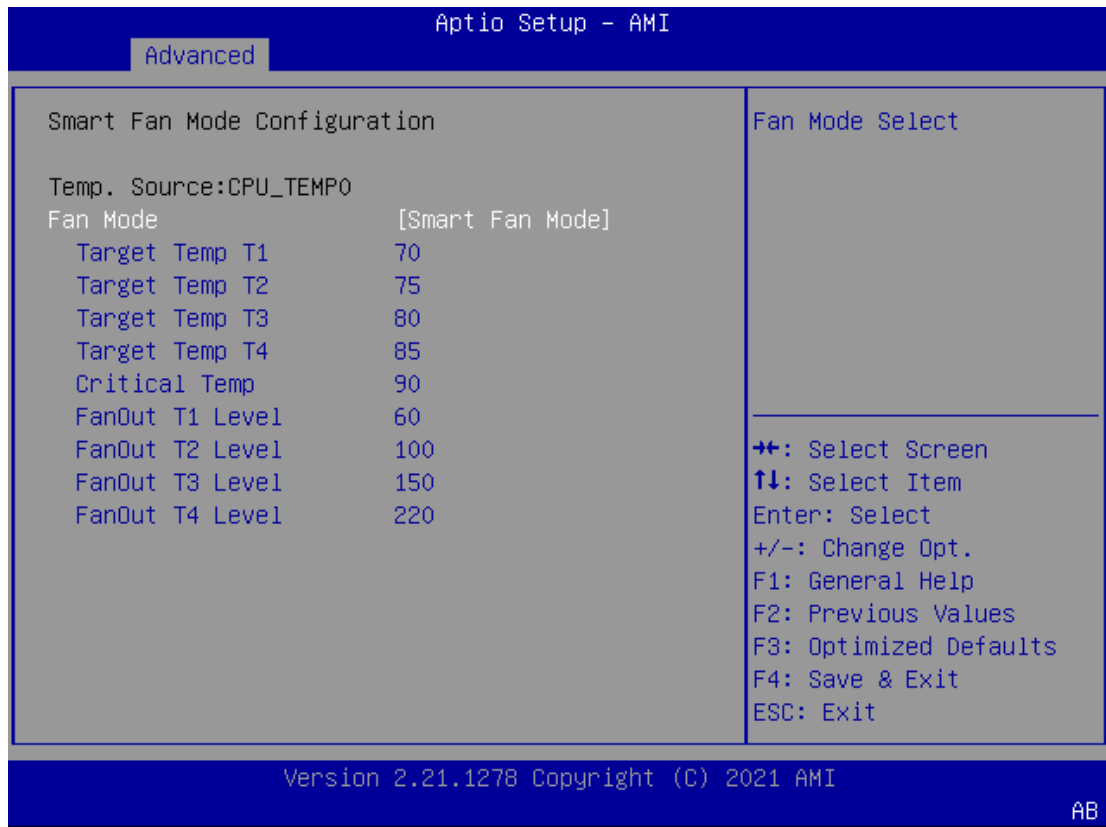 Aptio Setup – AMI
Advanced
Smart Fan Mode Configuration
Temp. Source:CPU_TEMP0
Fan Mode [Smart Fan Mode]
Target Temp T1 70
Target Temp T2 75
Target Temp T3 80
Target Temp T4 85
Critical Temp 90
FanOut T1 Level 60
FanOut T2 Level 100
FanOut T3 Level 150
FanOut T4 Level 220
Fan Mode Select
→←: Select Screen
↑↓: Select Item
Enter: Select
+/-: Change Opt.
F1: General Help
F2: Previous Values
F3: Optimized Defaults
F4: Save & Exit
ESC: Exit
Version 2.21.1278 Copyright (C) 2021 AMI
AB